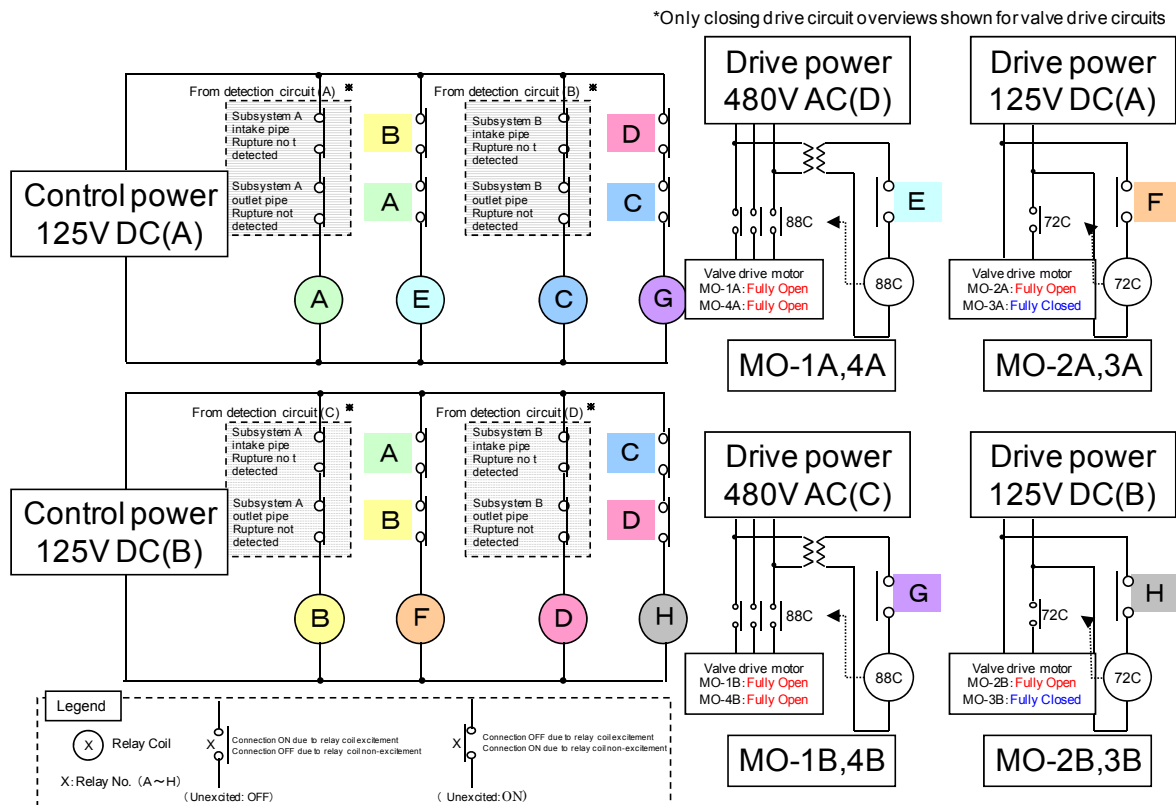 *Only closing drive circuit overviews shown for valve drive circuits
Control power
125V DC(A)
From detection circuit (A) *
Subsystem A
intake pipe
Rupture no t
detected
Subsystem A
outlet pipe
Rupture not
detected
B
A
From detection circuit (B) *
Subsystem B
intake pipe
Rupture not
detected
Subsystem B
outlet pipe
Rupture not
detected
D
C
A
E
C
G
Drive power
480V AC(D)
E
88C
88C
Valve drive motor
MO-1A: Fully Open
MO-4A: Fully Open
MO-1A,4A
Drive power
125V DC(A)
F
72C
72C
Valve drive motor
MO-2A: Fully Open
MO-3A: Fully Closed
MO-2A,3A
Control power
125V DC(B)
From detection circuit (C) *
Subsystem A
intake pipe
Rupture no t
detected
Subsystem A
outlet pipe
Rupture not
detected
A
B
From detection circuit (D) *
Subsystem B
intake pipe
Rupture not
detected
Subsystem B
outlet pipe
Rupture not
detected
C
D
B
F
D
H
Drive power
480V AC(C)
G
88C
88C
Valve drive motor
MO-1B: Fully Open
MO-4B: Fully Open
MO-1B,4B
Drive power
125V DC(B)
H
72C
72C
Valve drive motor
MO-2B: Fully Open
MO-3B: Fully Closed
MO-2B,3B
Legend
X Relay Coil
X: Relay No. (A～H)
X
Connection ON due to relay coil excitement
Connection OFF due to relay coil non-excitement
(Unexcited: OFF)
X
Connection OFF due to relay coil excitement
Connection ON due to relay coil non-excitement
( Unexcited: ON)